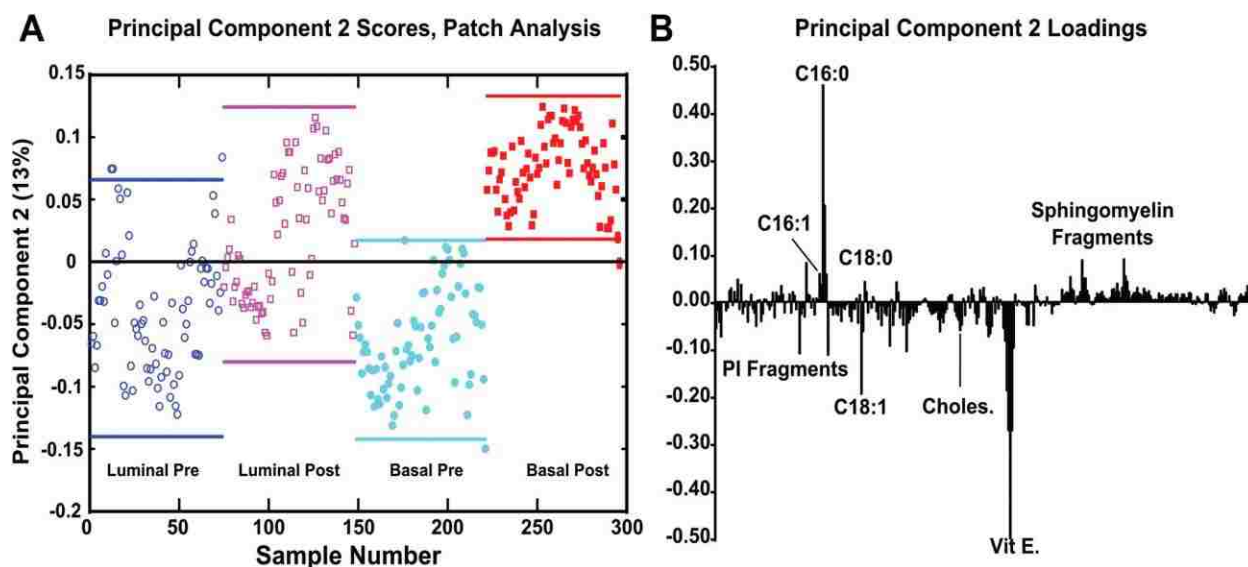 A Principal Component 2 Scores, Patch Analysis
Principal Component 2 (13%)
0.15
0.1
0.05
0
-0.05
-0.1
-0.15
-0.2
Luminal Pre
Luminal Post
Basal Pre
Basal Post
0 50 100 150 200 250 300
Sample Number
B Principal Component 2 Loadings
0.50
0.40
0.30
0.20
0.10
0.00
-0.10
-0.20
-0.30
-0.40
-0.50
C16:0
C16:1
C18:0
Sphingomyelin
Fragments
PI Fragments
C18:1
Choles.
Vit E.